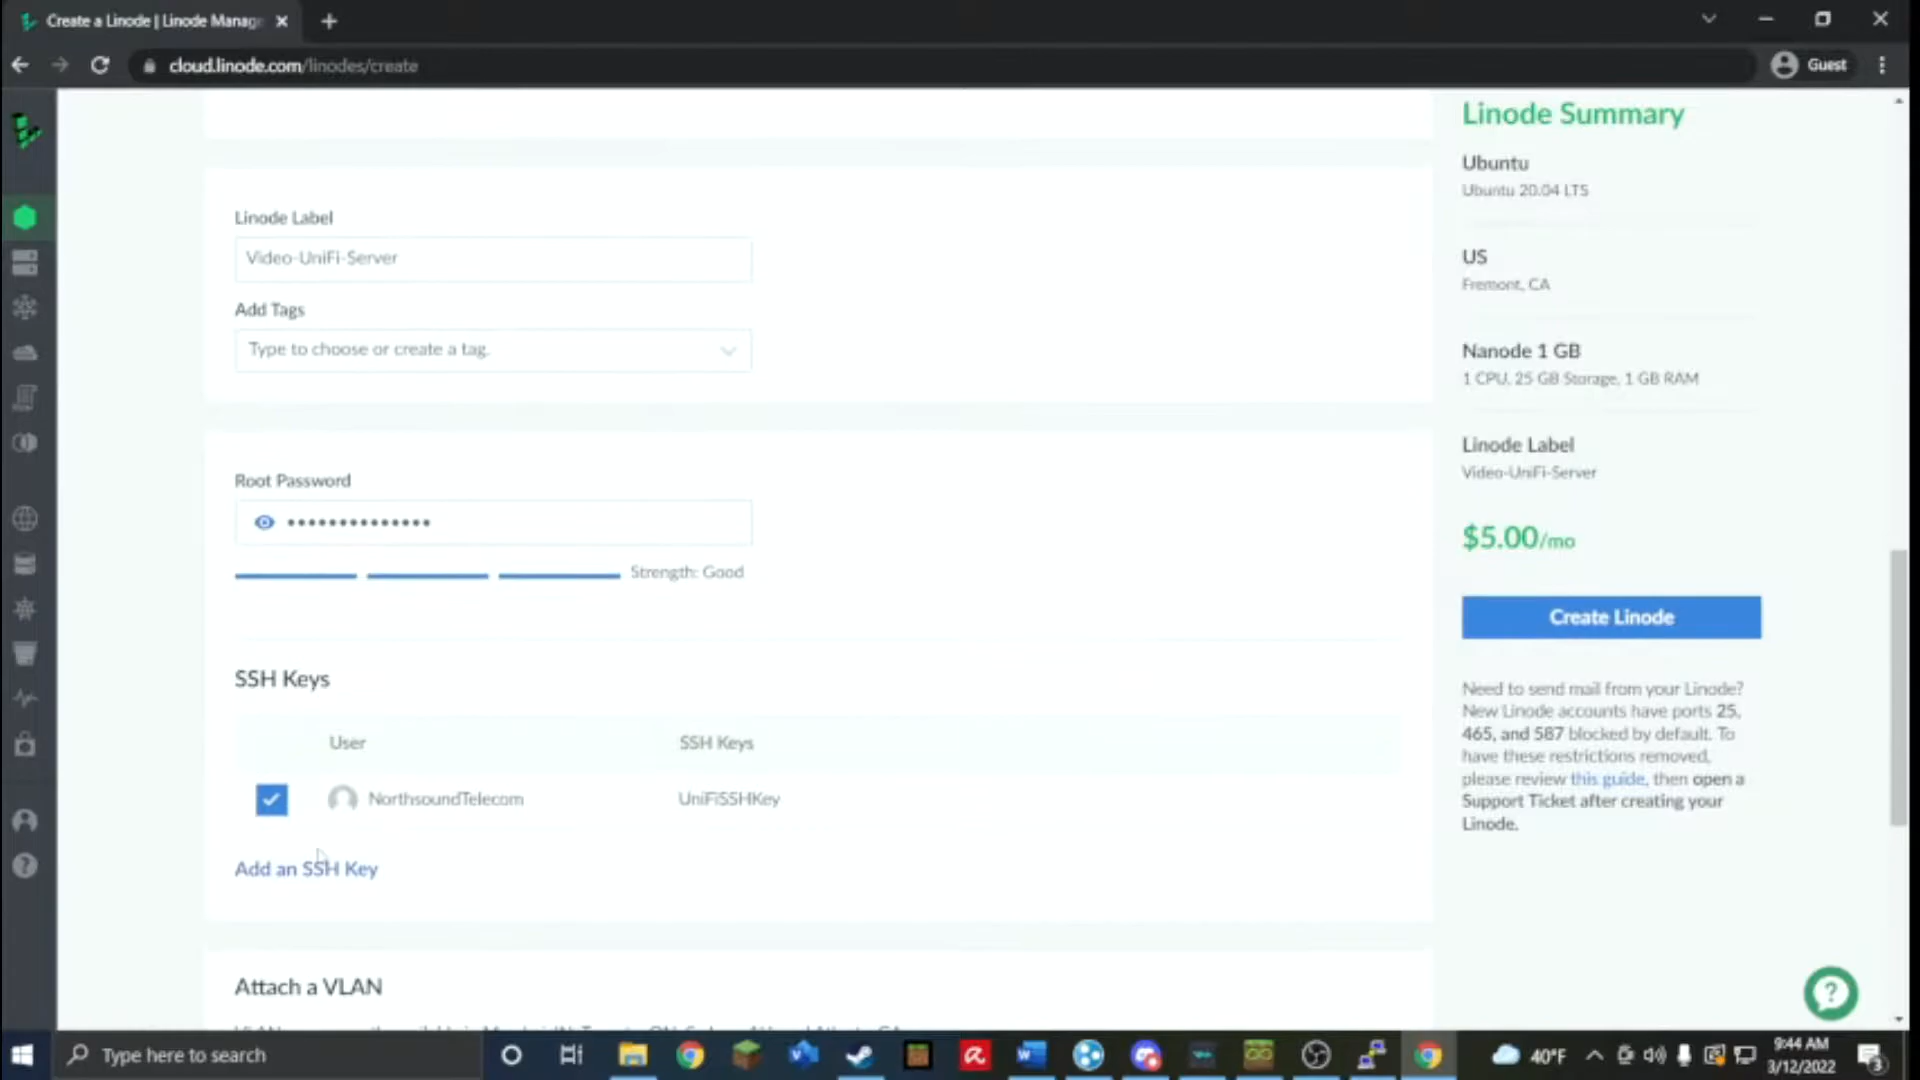 Create a Linode | Linode Manag
cloud.linode.com/linodes/create
Guest
Linode Label
Video-UniFi-Server
Add Tags
Type to choose or create a tag.
Root Password
••••••••••••••
Strength: Good
SSH Keys
User SSH Keys
NorthsoundTelecom UniFiSSHKey
Add an SSH Key
Attach a VLAN
Linode Summary
Ubuntu
Ubuntu 20.04 LTS
US
Fremont, CA
Nanode 1 GB
1 CPU, 25 GB Storage, 1 GB RAM
Linode Label
Video-UniFi-Server
$5.00/mo
Create Linode
Need to send mail from your Linode?
New Linode accounts have ports 25,
465, and 587 blocked by default. To
have these restrictions removed,
please review this guide, then open a
Support Ticket after creating your
Linode.
Type here to search
40°F
9:44 AM
3/12/2022
3